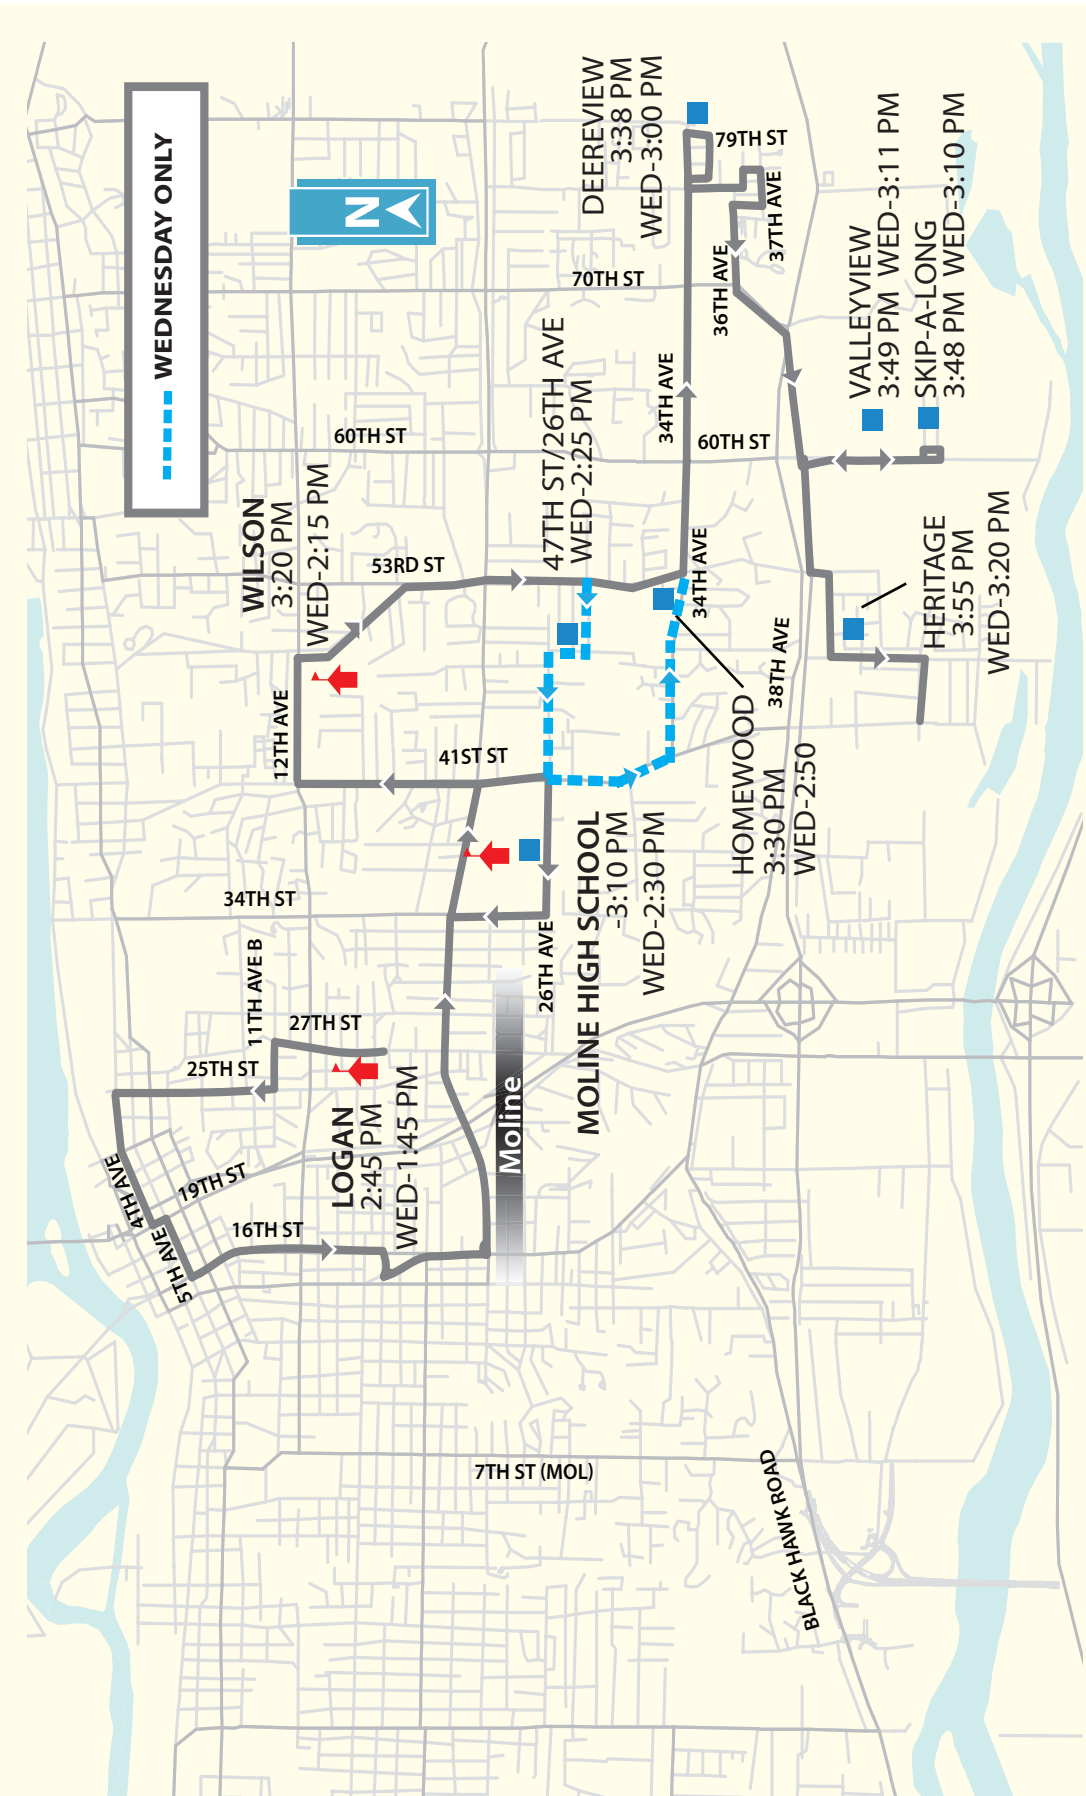 WEDNESDAY ONLY
N
WILSON
3:20 PM
WED-2:15 PM
DEEREVIEW
3:38 PM
WED-3:00 PM
47TH ST/26TH AVE
WED-2:25 PM
VALLEYVIEW
3:49 PM WED-3:11 PM
SKIP-A-LONG
3:48 PM WED-3:10 PM
HERITAGE
3:55 PM
WED-3:20 PM
HOMEWOOD
3:30 PM
WED-2:50
MOLINE HIGH SCHOOL
-3:10 PM
WED-2:30 PM
LOGAN
2:45 PM
WED-1:45 PM
Moline
79TH ST
37TH AVE
36TH AVE
70TH ST
34TH AVE
60TH ST
60TH ST
53RD ST
34TH AVE
38TH AVE
12TH AVE
41ST ST
34TH ST
26TH AVE
11TH AVE B
27TH ST
25TH ST
4TH AVE
19TH ST
5TH AVE
16TH ST
7TH ST (MOL)
BLACK HAWK ROAD